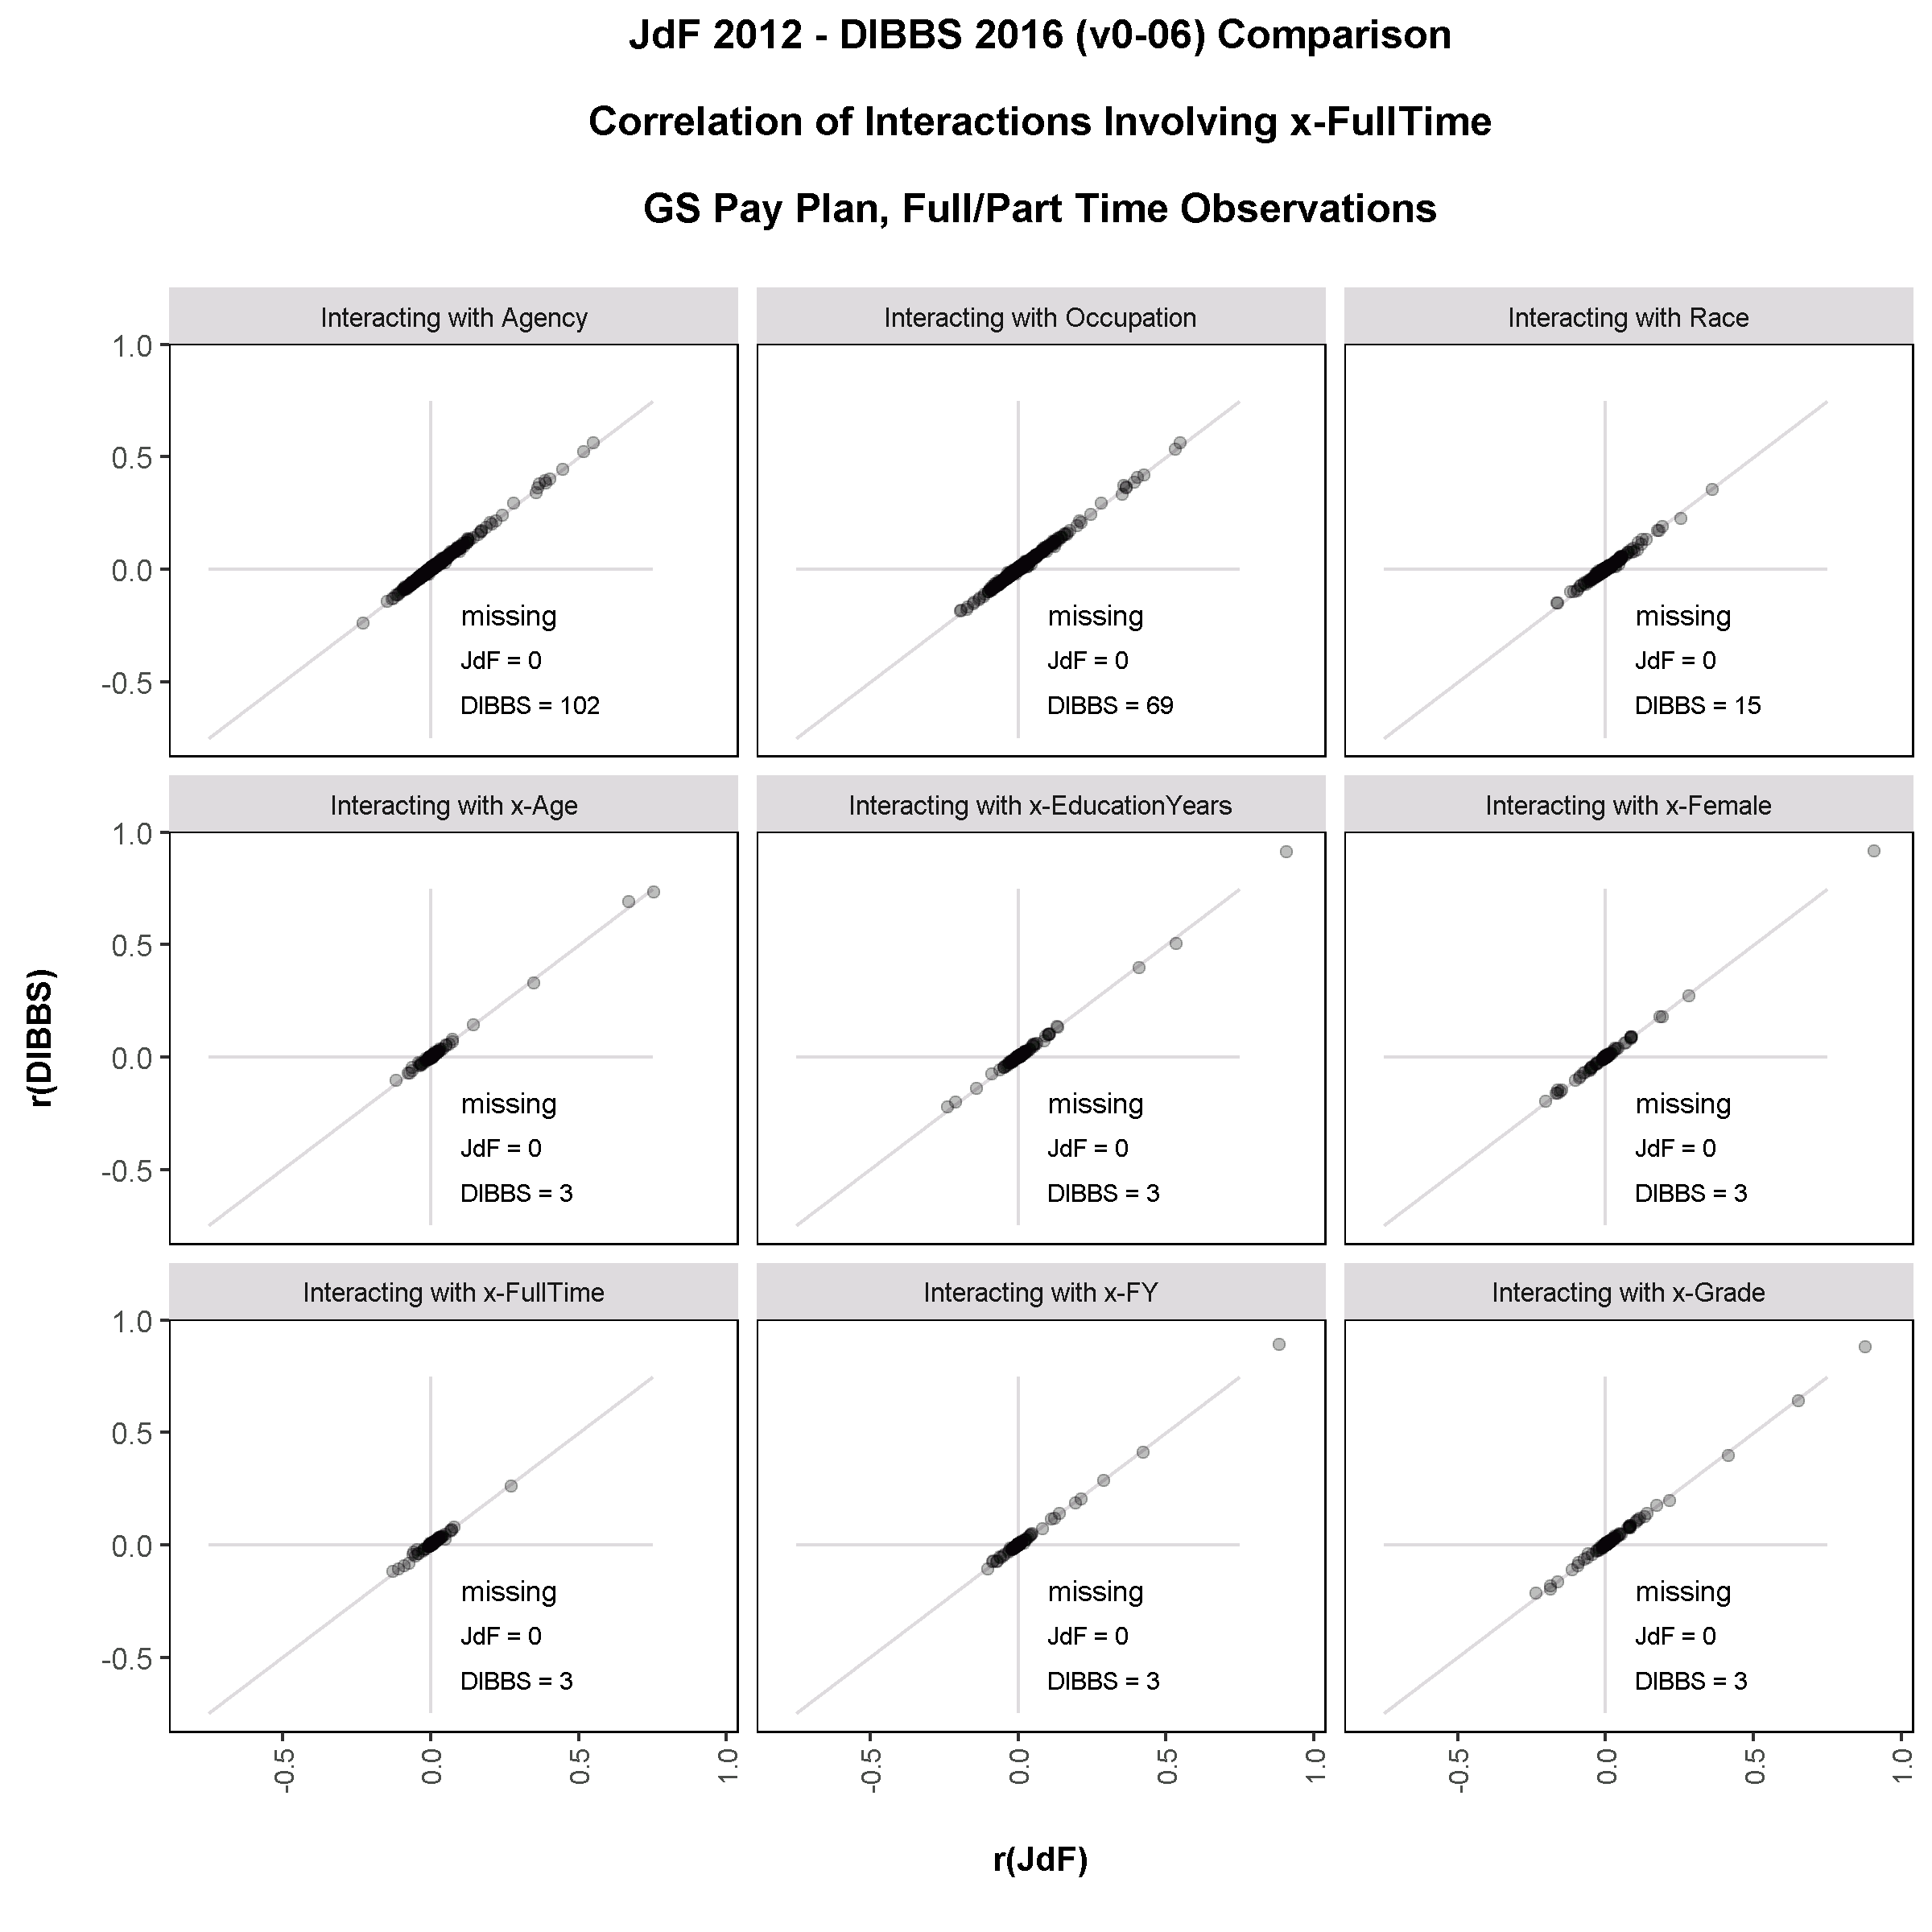 JdF 2012 - DIBBS 2016 (v0-06) Comparison
Correlation of Interactions Involving x-FullTime
GS Pay Plan, Full/Part Time Observations
Interacting with Agency
Interacting with Occupation
Interacting with Race
1.0
0.5
0.0
-0.5
missing
JdF = 0
DIBBS = 102
missing
JdF = 0
DIBBS = 69
missing
JdF = 0
DIBBS = 15
Interacting with x-Age
Interacting with x-EducationYears
Interacting with x-Female
1.0
0.5
0.0
-0.5
missing
JdF = 0
DIBBS = 3
missing
JdF = 0
DIBBS = 3
missing
JdF = 0
DIBBS = 3
r(DIBBS)
Interacting with x-FullTime
Interacting with x-FY
Interacting with x-Grade
1.0
0.5
0.0
-0.5
missing
JdF = 0
DIBBS = 3
missing
JdF = 0
DIBBS = 3
missing
JdF = 0
DIBBS = 3
-0.5 0.0 0.5 1.0
-0.5 0.0 0.5 1.0
-0.5 0.0 0.5 1.0
r(JdF)